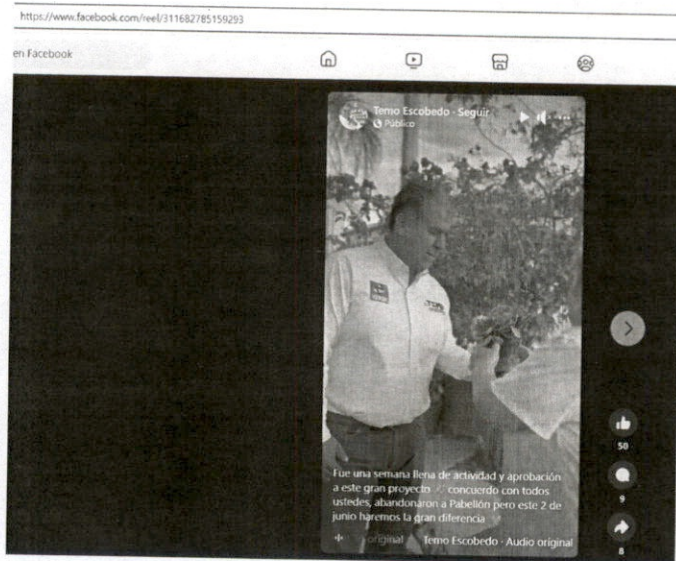 https://www.facebook.com/reel/311682785159293
en Facebook
Temo Escobedo · Seguir
Público
Fue una semana llena de actividad y aprobación
a este gran proyecto concuerdo con todos
ustedes, abandonaron a Pabellón pero este 2 de
junio haremos la gran diferencia
original Temo Escobedo · Audio original
50
9
8